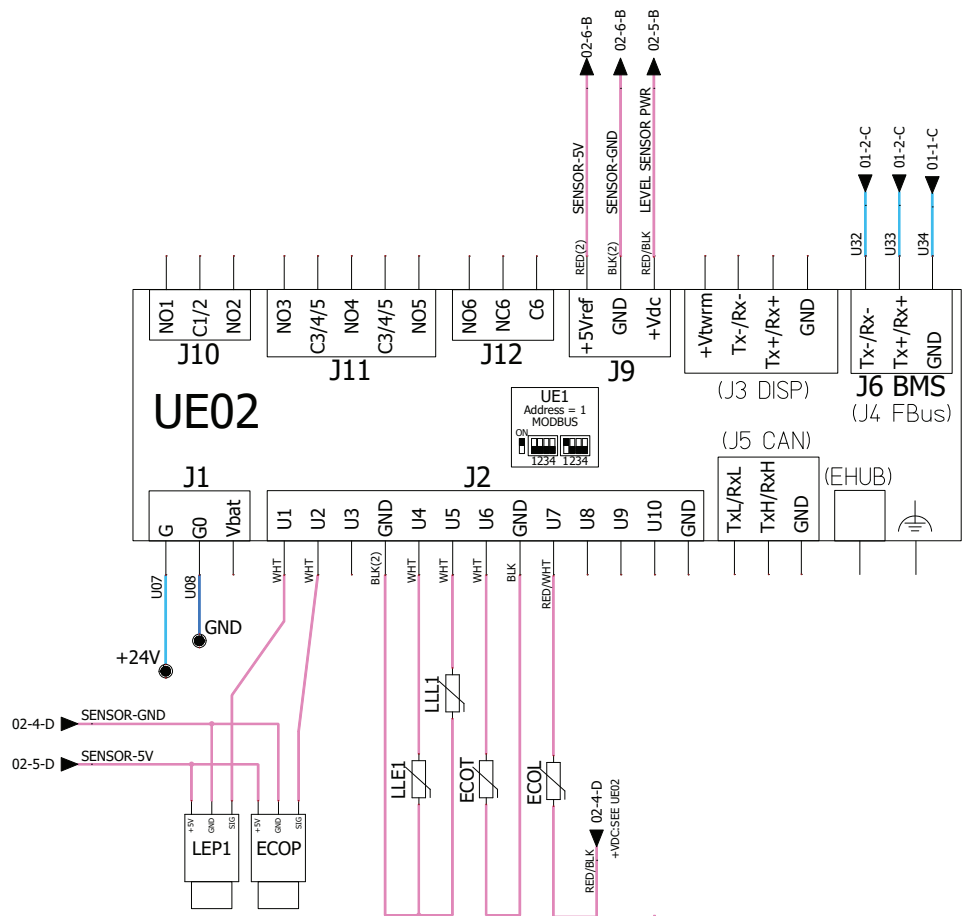 02-6-B
02-6-B
02-5-B
SENSOR-5V
SENSOR-GND
LEVEL SENSOR PWR
RED(2)
BLK(2)
RED/BLK
01-2-C
01-2-C
01-1-C
U32
U33
U34
NO1
C1/2
NO2
J10
NO3
C3/4/5
NO4
C3/4/5
NO5
J11
NO6
NC6
C6
J12
+5Vref
GND
+Vdc
J9
+Vtwrm
Tx-/Rx-
Tx+/Rx+
GND
(J3 DISP)
Tx-/Rx-
Tx+/Rx+
GND
J6 BMS
(J4 FBus)
UE02
UE1
Address = 1
MODBUS
ON
1234
1234
J1
G
G0
Vbat
J2
U1
U2
U3
GND
U4
U5
U6
GND
U7
U8
U9
U10
GND
(J5 CAN)
TxL/RxL
TxH/RxH
GND
(EHUB)
U07
U08
WHT
WHT
BLK(2)
WHT
WHT
WHT
BLK
RED/WHT
GND
+24V
02-4-D
SENSOR-GND
02-5-D
SENSOR-5V
LLL1
LLE1
ECOT
ECOL
02-4-D
+VDC:SEE UE02
RED/BLK
+5V
GND
SIG
LEP1
+5V
GND
SIG
ECOP